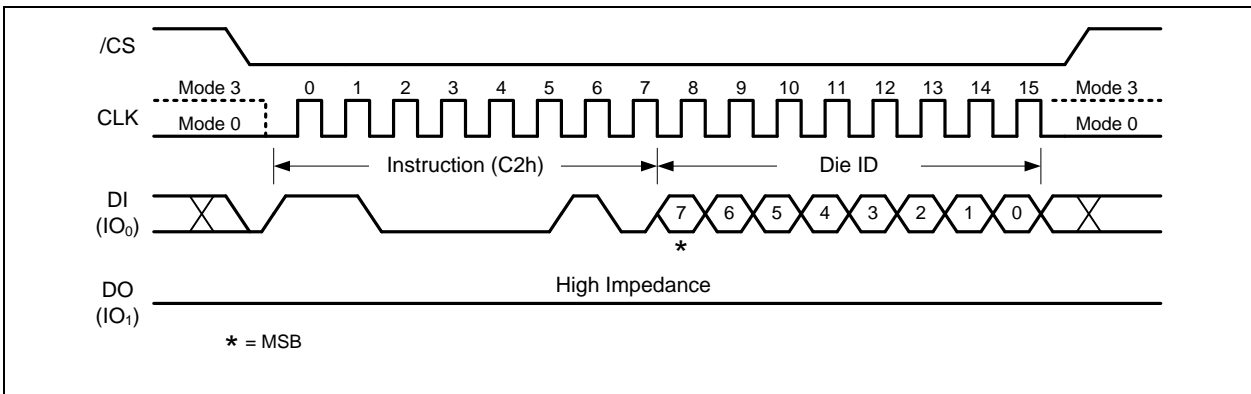 /CS
Mode 3 0 1 2 3 4 5 6 7 8 9 10 11 12 13 14 15 Mode 3
CLK
Mode 0 Mode 0
Instruction (C2h) Die ID
DI
(IO₀)
7 6 5 4 3 2 1 0
*
High Impedance
DO
(IO₁)
* = MSB